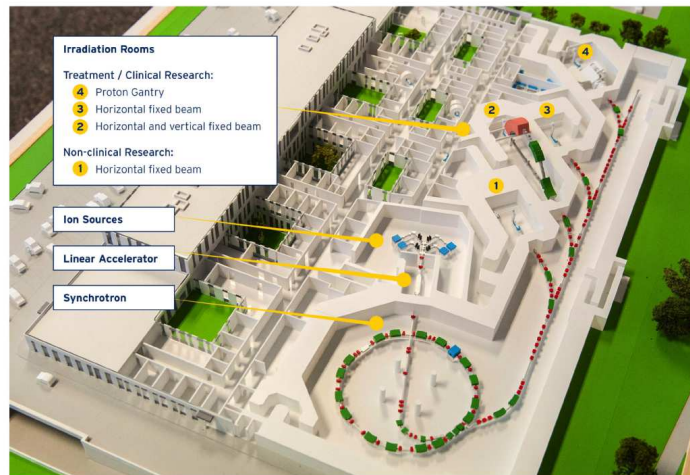 Irradiation Rooms
Treatment / Clinical Research:
4 Proton Gantry
3 Horizontal fixed beam
2 Horizontal and vertical fixed beam
Non-clinical Research:
1 Horizontal fixed beam
Ion Sources
Linear Accelerator
Synchrotron
4
2
3
1